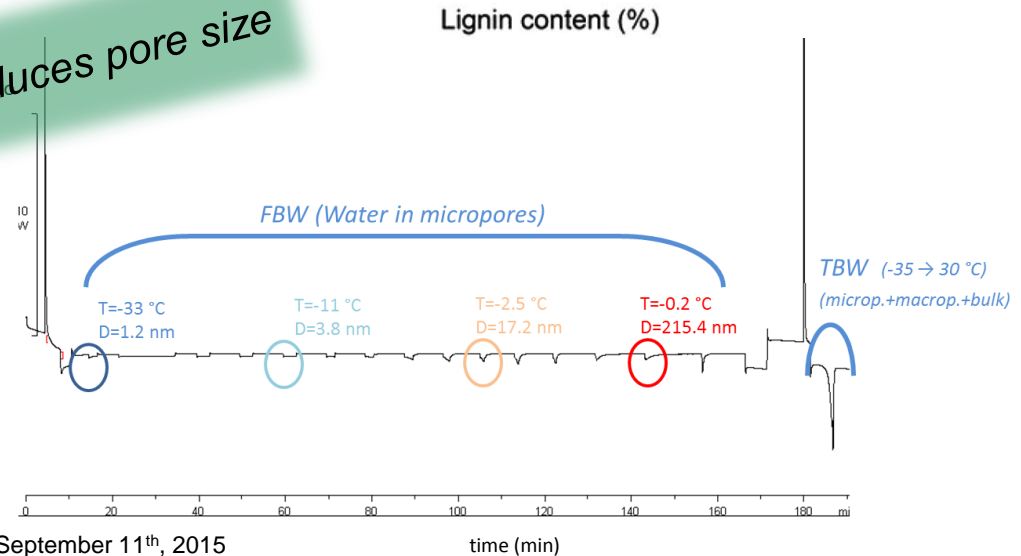 Lignin content (%)
duces pore size
FBW (Water in micropores)
TBW (-35 → 30 °C)
(microp.+macrop.+bulk)
T=-33 °C
D=1.2 nm
T=-11 °C
D=3.8 nm
T=-2.5 °C
D=17.2 nm
T=-0.2 °C
D=215.4 nm
0 20 40 60 80 100 120 140 160 180 mi
September 11th, 2015
time (min)